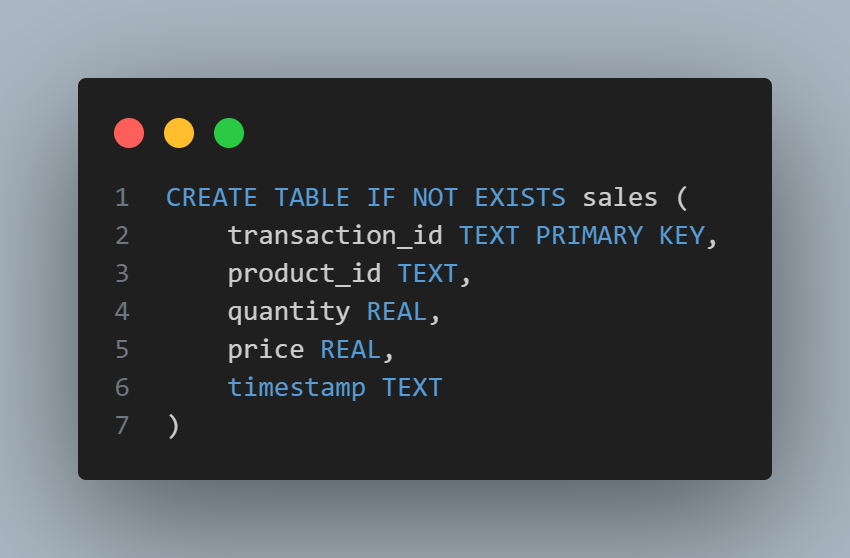 1 CREATE TABLE IF NOT EXISTS sales (
2     transaction_id TEXT PRIMARY KEY,
3     product_id TEXT,
4     quantity REAL,
5     price REAL,
6     timestamp TEXT
7 )